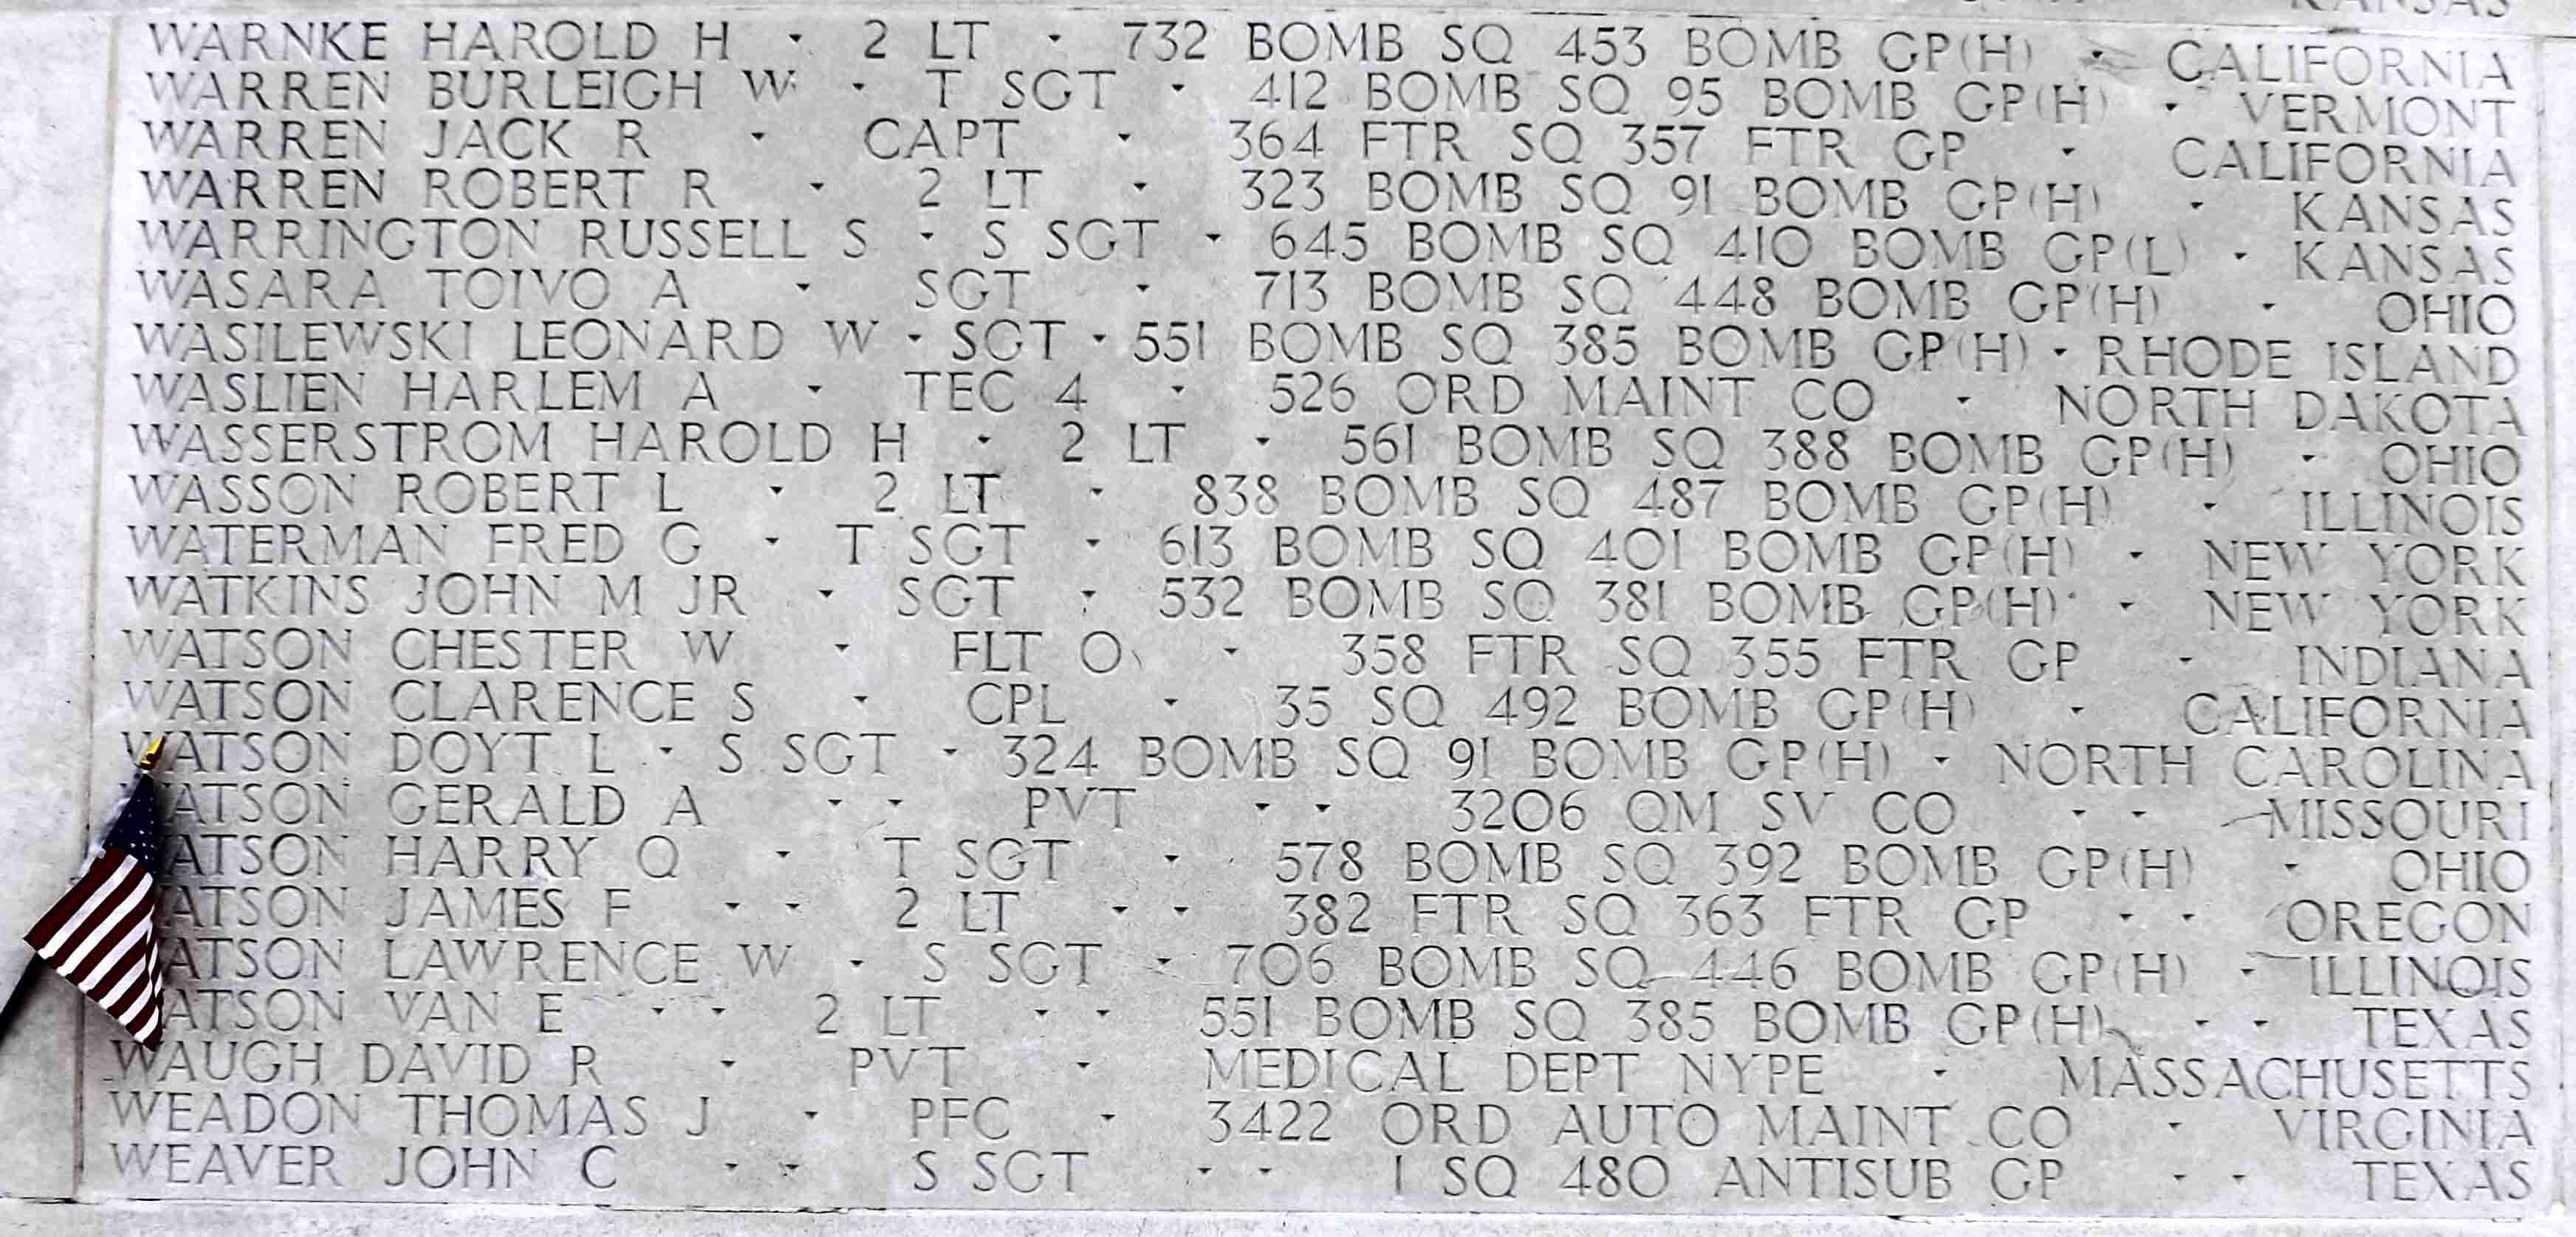 WARNKE HAROLD H · 2 LT · 732 BOMB SQ 453 BOMB GP(H) · CALIFORNIA
WARREN BURLEIGH W · T SGT · 412 BOMB SQ 95 BOMB GP(H) · VERMONT
WARREN JACK R · CAPT · 364 FTR SQ 357 FTR GP · CALIFORNIA
WARREN ROBERT R · 2 LT · 323 BOMB SQ 91 BOMB GP(H) · KANSAS
WARRINGTON RUSSELL S · S SGT · 645 BOMB SQ 410 BOMB GP(L) · KANSAS
WASARA TOIVO A · SGT · 713 BOMB SQ 448 BOMB GP(H) · OHIO
WASILEWSKI LEONARD W · SGT · 551 BOMB SQ 385 BOMB GP(H) · RHODE ISLAND
WASLIEN HARLEM A · TEC 4 · 526 ORD MAINT CO · NORTH DAKOTA
WASSERSTROM HAROLD H · 2 LT · 561 BOMB SQ 388 BOMB GP(H) · OHIO
WASSON ROBERT L · 2 LT · 838 BOMB SQ 487 BOMB GP(H) · ILLINOIS
WATERMAN FRED G · T SGT · 613 BOMB SQ 401 BOMB GP(H) · NEW YORK
WATKINS JOHN M JR · SGT · 532 BOMB SQ 381 BOMB GP(H) · NEW YORK
WATSON CHESTER W · FLT O · 358 FTR SQ 355 FTR GP · INDIANA
WATSON CLARENCE S · CPL · 35 SQ 492 BOMB GP(H) · CALIFORNIA
WATSON DOYT L · S SGT · 324 BOMB SQ 91 BOMB GP(H) · NORTH CAROLINA
WATSON GERALD A · · PVT · · 3206 QM SV CO · · MISSOURI
WATSON HARRY Q · T SGT · 578 BOMB SQ 392 BOMB GP(H) · OHIO
WATSON JAMES F · · 2 LT · · 382 FTR SQ 363 FTR GP · · OREGON
WATSON LAWRENCE W · S SGT · 706 BOMB SQ 446 BOMB GP(H) · ILLINOIS
WATSON VAN E · · 2 LT · · 551 BOMB SQ 385 BOMB GP(H) · · TEXAS
WAUGH DAVID R · PVT · MEDICAL DEPT NYPE · MASSACHUSETTS
WEADON THOMAS J · PFC · 3422 ORD AUTO MAINT CO · VIRGINIA
WEAVER JOHN C · · S SGT · · 1 SQ 480 ANTISUB GP · · TEXAS